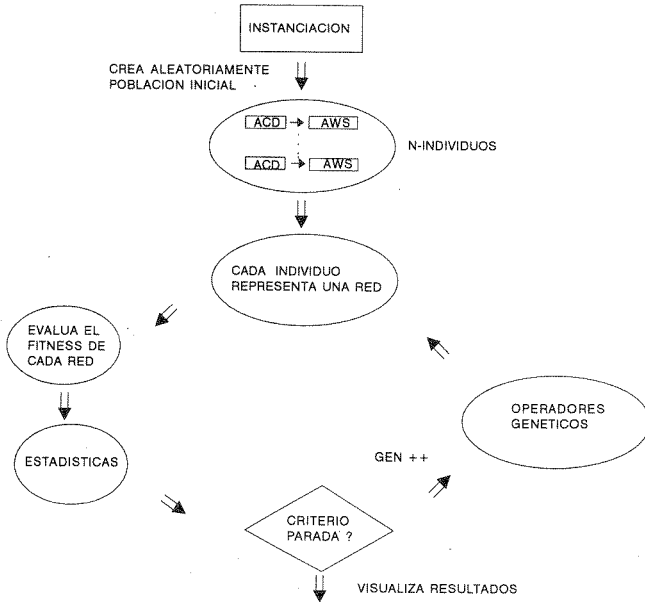 INSTANCIACION
CREA ALEATORIAMENTE
POBLACION INICIAL
ACD AWS
ACD AWS
N-INDIVIDUOS
CADA INDIVIDUO
REPRESENTA UNA RED
EVALUA EL
FITNESS DE
CADA RED
OPERADORES
GENETICOS
ESTADISTICAS
GEN ++
CRITERIO
PARADA ?
VISUALIZA RESULTADOS